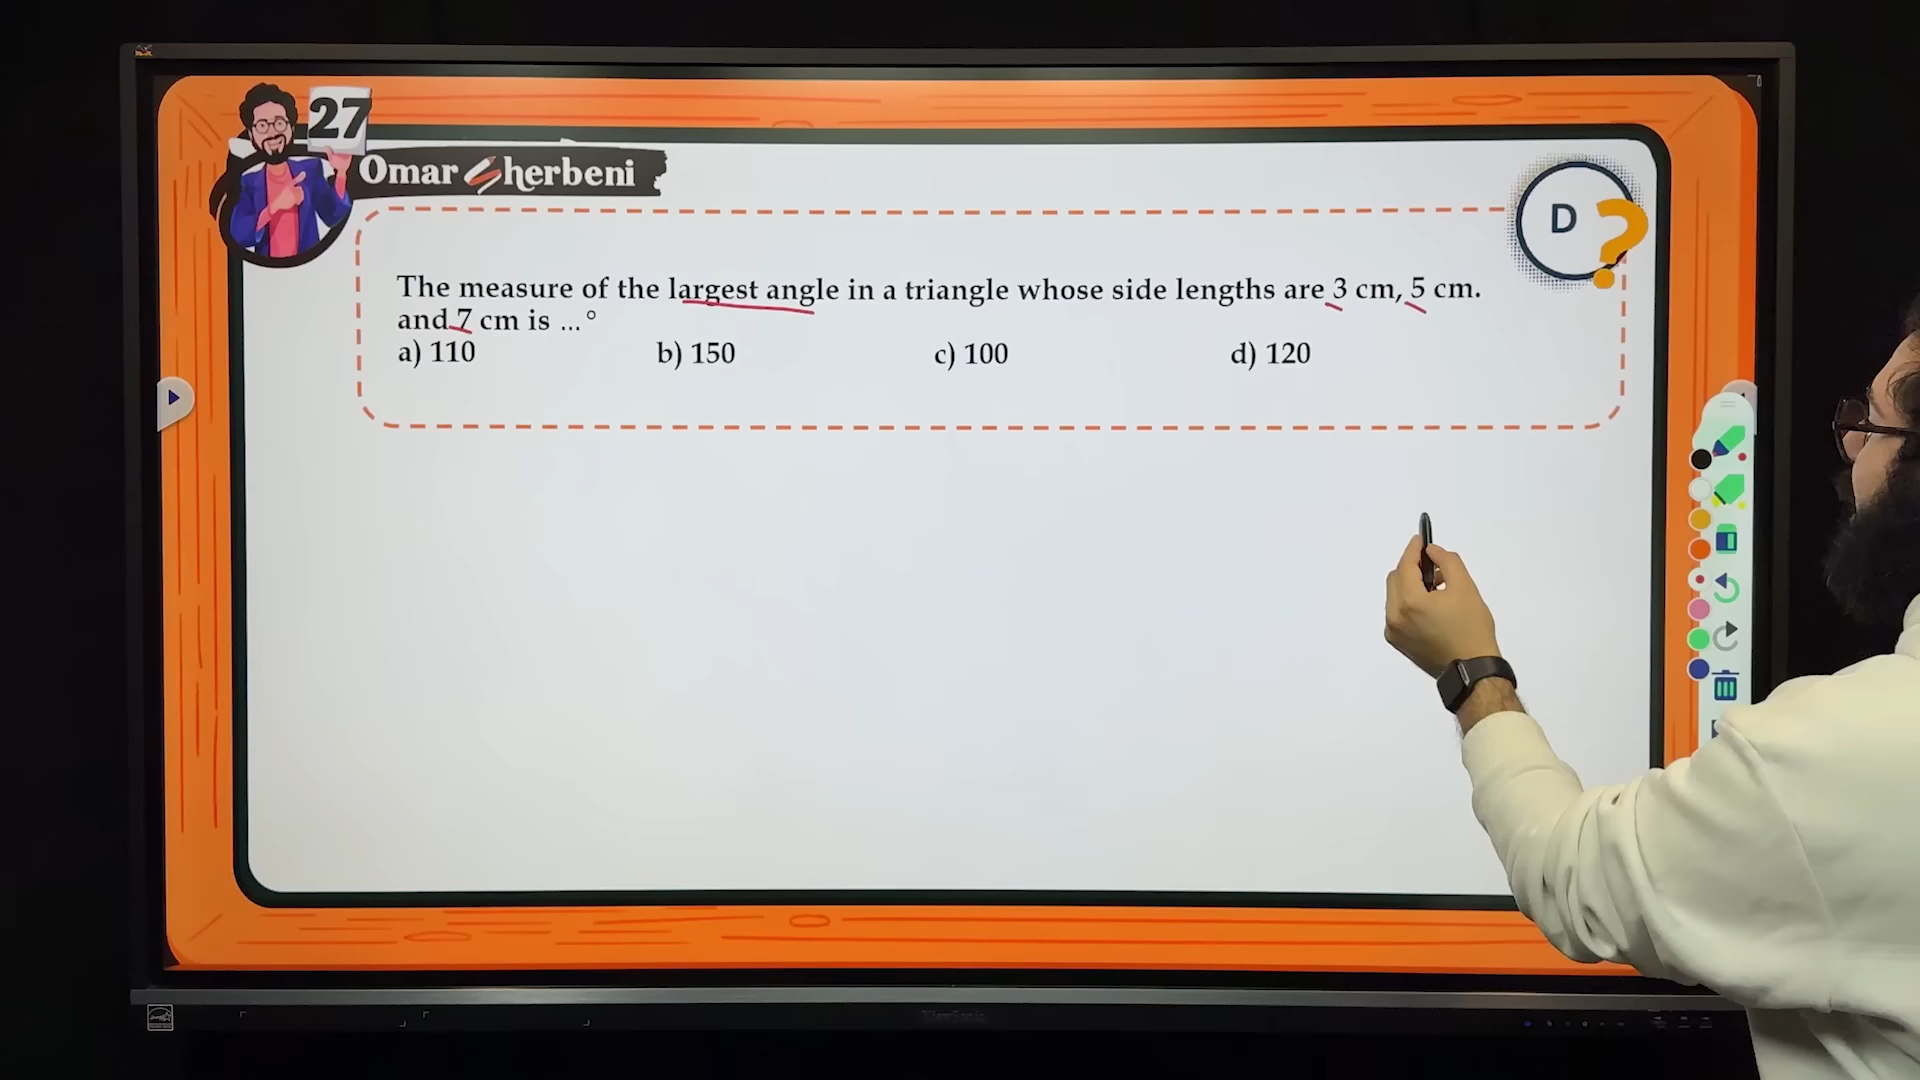 27
Omar Sherbeni
D ?
The measure of the largest angle in a triangle whose side lengths are 3 cm, 5 cm.
and 7 cm is ... °
a) 110 b) 150 c) 100 d) 120
ViewSonic